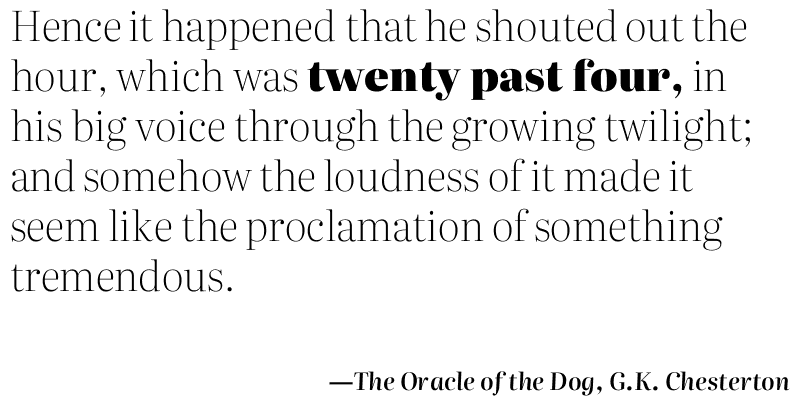 Hence it happened that he shouted out the
hour, which was twenty past four, in
his big voice through the growing twilight;
and somehow the loudness of it made it
seem like the proclamation of something
tremendous.
—The Oracle of the Dog, G.K. Chesterton